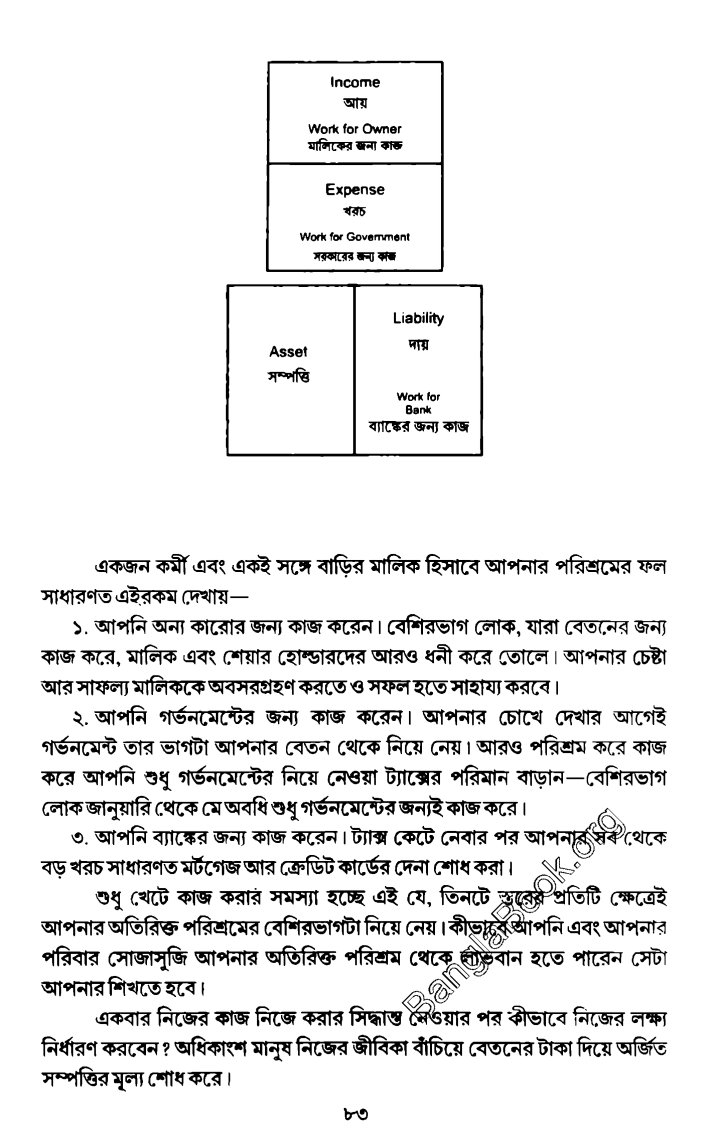 Income
আয়
Work for Owner
মালিকের জন্য কাজ
Expense
খরচ
Work for Government
সরকারের জন্য কাজ
Asset
সম্পত্তি
Liability
দায়
Work for
Bank
ব্যাঙ্কের জন্য কাজ
একজন কর্মী এবং একই সঙ্গে বাড়ির মালিক হিসাবে আপনার পরিশ্রমের ফল
সাধারণত এইরকম দেখায়—
১. আপনি অন্য কারোর জন্য কাজ করেন। বেশিরভাগ লোক, যারা বেতনের জন্য
কাজ করে, মালিক এবং শেয়ার হোল্ডারদের আরও ধনী করে তোলে। আপনার চেষ্টা
আর সাফল্য মালিককে অবসরগ্রহণ করতে ও সফল হতে সাহায্য করবে।
২. আপনি গর্ভনমেন্টের জন্য কাজ করেন। আপনার চোখে দেখার আগেই
গর্ভনমেন্ট তার ভাগটা আপনার বেতন থেকে নিয়ে নেয়। আরও পরিশ্রম করে কাজ
করে আপনি শুধু গর্ভনমেন্টের নিয়ে নেওয়া ট্যাক্সের পরিমান বাড়ান—বেশিরভাগ
লোক জানুয়ারি থেকে মে অবধি শুধু গর্ভনমেন্টের জন্যই কাজ করে।
৩. আপনি ব্যাঙ্কের জন্য কাজ করেন। ট্যাক্স কেটে নেবার পর আপনার সব থেকে
বড় খরচ সাধারণত মর্টগেজ আর ক্রেডিট কার্ডের দেনা শোধ করা।
শুধু খেটে কাজ করার সমস্যা হচ্ছে এই যে, তিনটে স্তরের প্রতিটি ক্ষেত্রেই
আপনার অতিরিক্ত পরিশ্রমের বেশিরভাগটা নিয়ে নেয়। কীভাবে আপনি এবং আপনার
পরিবার সোজাসুজি আপনার অতিরিক্ত পরিশ্রম থেকে লাভবান হতে পারেন সেটা
আপনার শিখতে হবে।
একবার নিজের কাজ নিজে করার সিদ্ধান্ত নেওয়ার পর কীভাবে নিজের লক্ষ্য
নির্ধারণ করবেন? অধিকাংশ মানুষ নিজের জীবিকা বাঁচিয়ে বেতনের টাকা দিয়ে অর্জিত
সম্পত্তির মূল্য শোধ করে।
৮৩
BanglaBook.org